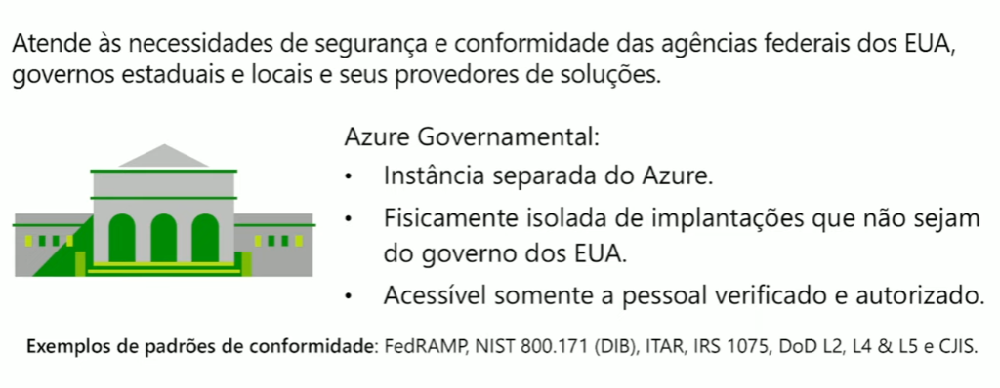 Atende às necessidades de segurança e conformidade das agências federais dos EUA,
governos estaduais e locais e seus provedores de soluções.
Azure Governamental:
• Instância separada do Azure.
• Fisicamente isolada de implantações que não sejam
do governo dos EUA.
• Acessível somente a pessoal verificado e autorizado.
Exemplos de padrões de conformidade: FedRAMP, NIST 800.171 (DIB), ITAR, IRS 1075, DoD L2, L4 & L5 e CJIS.